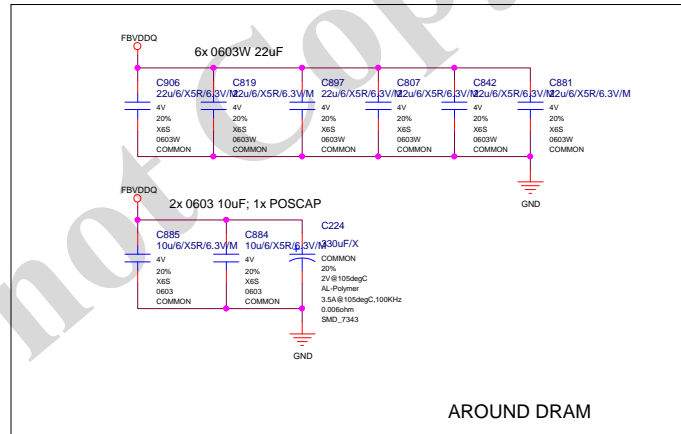 FBVDDQ
6x 0603W 22uF
C906
22u/6/X5R/6.3V/M
4V
20%
X6S
0603W
COMMON
C819
22u/6/X5R/6.3V/M
4V
20%
X6S
0603W
COMMON
C897
22u/6/X5R/6.3V/M
4V
20%
X6S
0603W
COMMON
C807
22u/6/X5R/6.3V/M
4V
20%
X6S
0603W
COMMON
C842
22u/6/X5R/6.3V/M
4V
20%
X6S
0603W
COMMON
C881
22u/6/X5R/6.3V/M
4V
20%
X6S
0603W
COMMON
GND
FBVDDQ
2x 0603 10uF; 1x POSCAP
C885
10u/6/X5R/6.3V/M
4V
20%
X6S
0603
COMMON
C884
10u/6/X5R/6.3V/M
4V
20%
X6S
0603
COMMON
C224
330uF/X
COMMON
20%
2V@105degC
AL-Polymer
3.5A@105degC,100KHz
0.006ohm
SMD_7343
GND
AROUND DRAM
not Cop